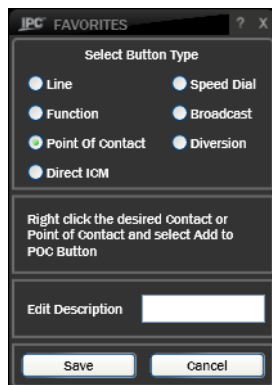 IPC FAVORITES ? X
Select Button Type
Line Speed Dial
Function Broadcast
Point Of Contact Diversion
Direct ICM
Right click the desired Contact or
Point of Contact and select Add to
POC Button
Edit Description
Save Cancel